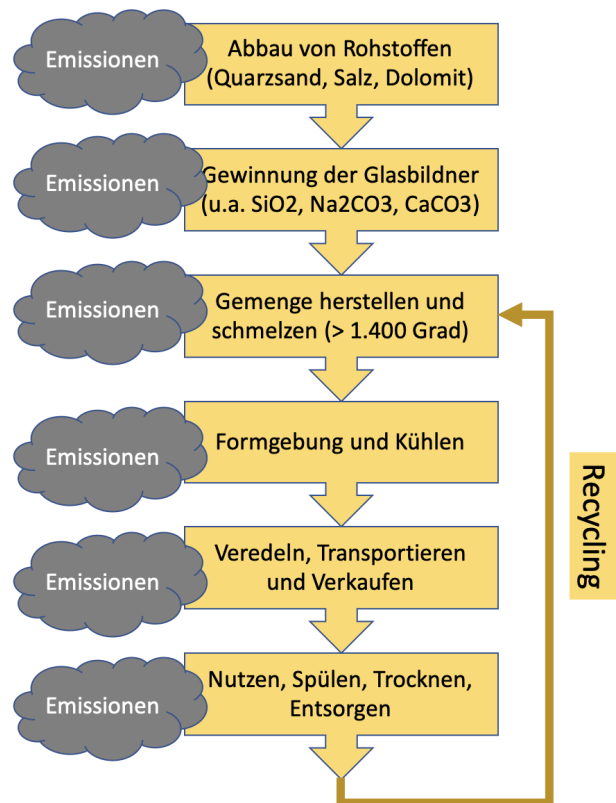 Emissionen
Abbau von Rohstoffen
(Quarzsand, Salz, Dolomit)
Emissionen
Gewinnung der Glasbildner
(u.a. SiO2, Na2CO3, CaCO3)
Emissionen
Gemenge herstellen und
schmelzen (> 1.400 Grad)
Emissionen
Formgebung und Kühlen
Emissionen
Veredeln, Transportieren
und Verkaufen
Emissionen
Nutzen, Spülen, Trocknen,
Entsorgen
Recycling